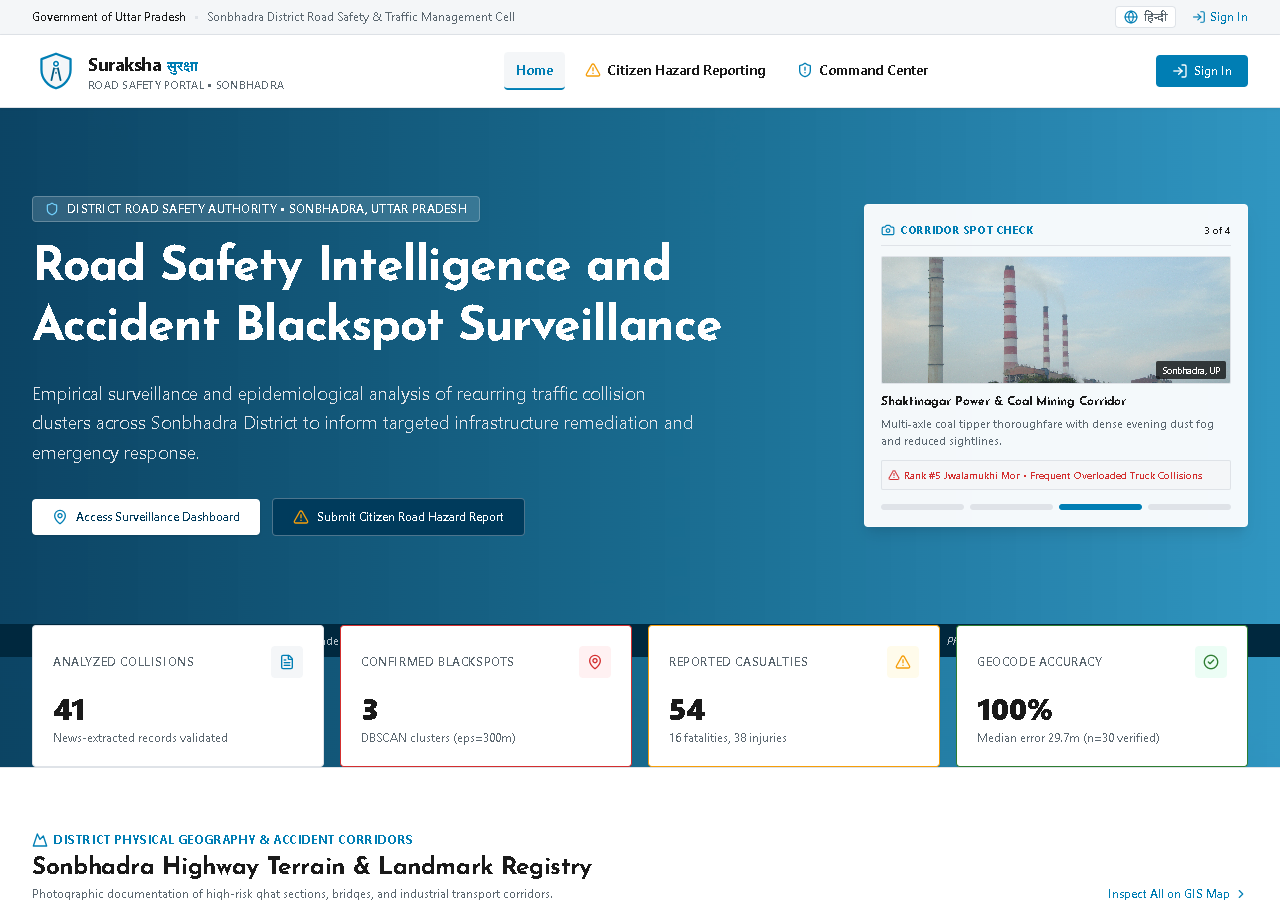 Government of Uttar Pradesh • Sonbhadra District Road Safety & Traffic Management Cell
हिन्दी
Sign In
Suraksha सुरक्षा
ROAD SAFETY PORTAL • SONBHADRA
Home
Citizen Hazard Reporting
Command Center
Sign In
DISTRICT ROAD SAFETY AUTHORITY • SONBHADRA, UTTAR PRADESH
Road Safety Intelligence and
Accident Blackspot Surveillance
Empirical surveillance and epidemiological analysis of recurring traffic collision
clusters across Sonbhadra District to inform targeted infrastructure remediation and
emergency response.
Access Surveillance Dashboard
Submit Citizen Road Hazard Report
CORRIDOR SPOT CHECK
3 of 4
Sonbhadra, UP
Shaktinagar Power & Coal Mining Corridor
Multi-axle coal tipper thoroughfare with dense evening dust fog
and reduced sightlines.
Rank #5 Jwalamukhi Mor • Frequent Overloaded Truck Collisions
ANALYZED COLLISIONS
41
News-extracted records validated
CONFIRMED BLACKSPOTS
3
DBSCAN clusters (eps=300m)
REPORTED CASUALTIES
54
16 fatalities, 38 injuries
GEOCODE ACCURACY
100%
Median error 29.7m (n=30 verified)
DISTRICT PHYSICAL GEOGRAPHY & ACCIDENT CORRIDORS
Sonbhadra Highway Terrain & Landmark Registry
Photographic documentation of high-risk ghat sections, bridges, and industrial transport corridors.
Inspect All on GIS Map